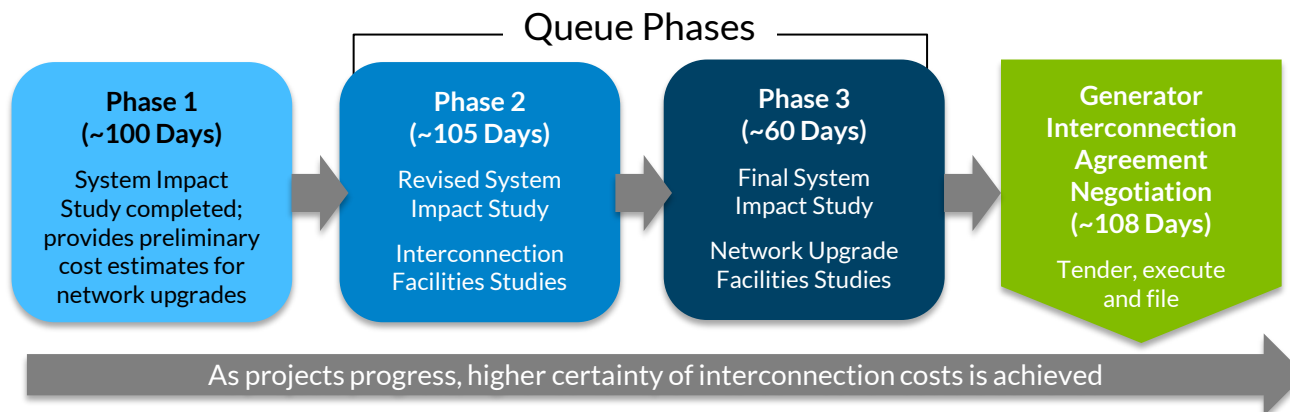 Queue Phases
Phase 1
(~100 Days)
System Impact
Study completed;
provides preliminary
cost estimates for
network upgrades
Phase 2
(~105 Days)
Revised System
Impact Study
Interconnection
Facilities Studies
Phase 3
(~60 Days)
Final System
Impact Study
Network Upgrade
Facilities Studies
Generator
Interconnection
Agreement
Negotiation
(~108 Days)
Tender, execute
and file
As projects progress, higher certainty of interconnection costs is achieved